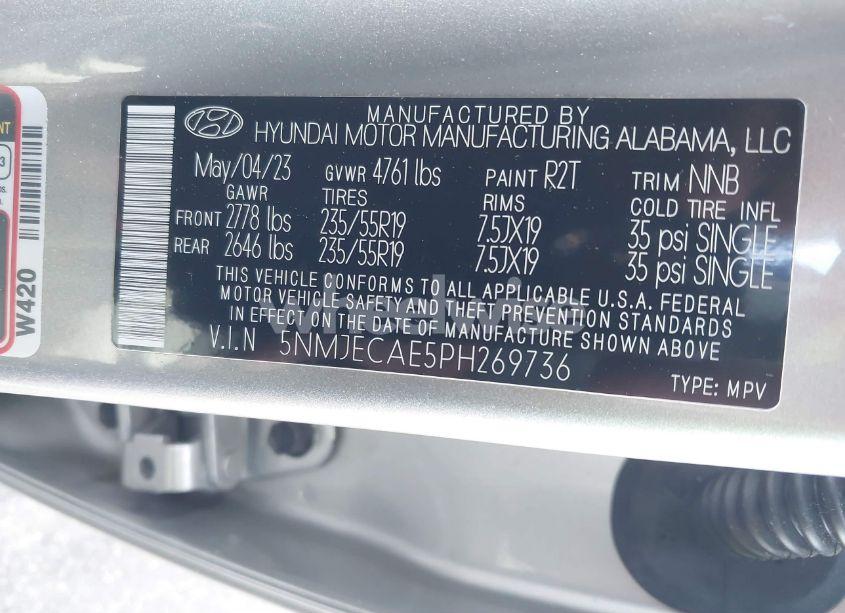 MANUFACTURED BY
HYUNDAI MOTOR MANUFACTURING ALABAMA, LLC
May/04/23 GVWR 4761 lbs PAINT R2T TRIM NNB
GAWR TIRES RIMS COLD TIRE INFL
FRONT 2778 lbs 235/55R19 7.5JX19 35 psi SINGLE
REAR 2646 lbs 235/55R19 7.5JX19 35 psi SINGLE
THIS VEHICLE CONFORMS TO ALL APPLICABLE U.S.A. FEDERAL
MOTOR VEHICLE SAFETY AND THEFT PREVENTION STANDARDS
IN EFFECT ON THE DATE OF MANUFACTURE SHOWN ABOVE.
V.I.N 5NMJECAE5PH269736
TYPE: MPV
W420
3